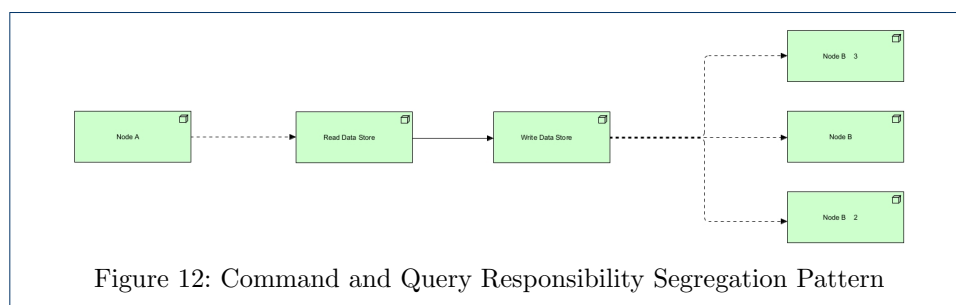 Node B 3
Node A
Read Data Store
Write Data Store
Node B
Node B 2
Figure 12: Command and Query Responsibility Segregation Pattern